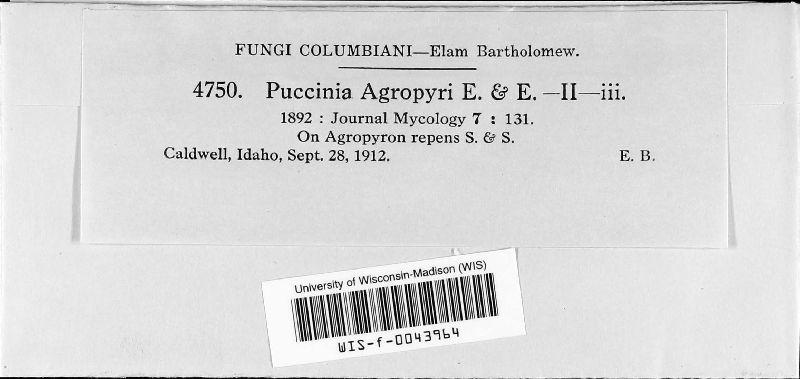 FUNGI COLUMBIANI—Elam Bartholomew.
4750. Puccinia Agropyri E. & E. —II—iii.
1892 : Journal Mycology 7 : 131.
On Agropyron repens S. & S.
Caldwell, Idaho, Sept. 28, 1912. E. B.
University of Wisconsin-Madison (WIS)
WIS-f-0043964